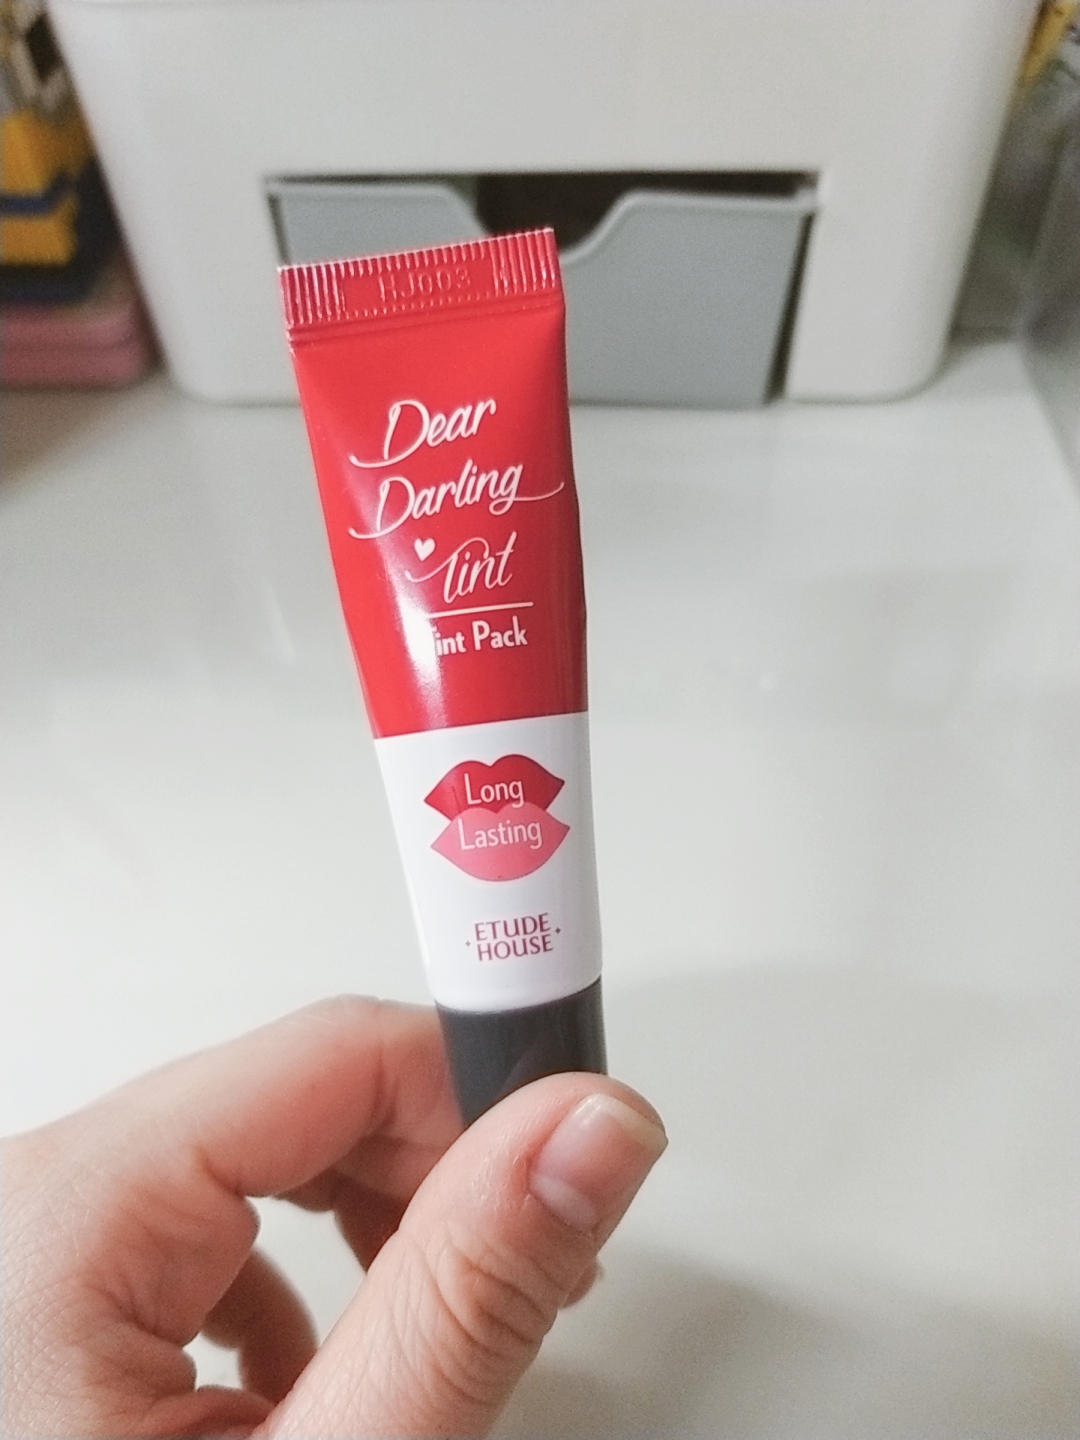 HJ003
Dear
Darling
Tint
Tint Pack
Long
Lasting
ETUDE
HOUSE